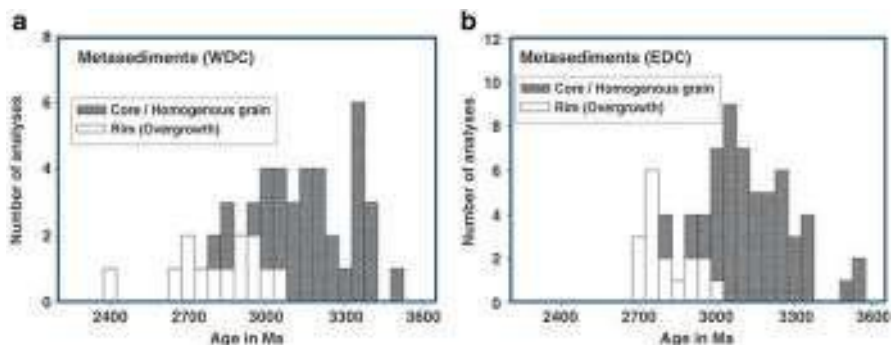 a
Metasediments (WDC)
Core / Homogenous grain
Rim (Overgrowth)
Number of analyses
8
6
4
2
0
2400 2700 3000 3300 3600
Age in Ma
b
Metasediments (EDC)
Core / Homogenous grain
Rim (Overgrowth)
Number of analyses
12
10
8
6
4
2
0
2400 2700 3000 3300 3600
Age in Ma